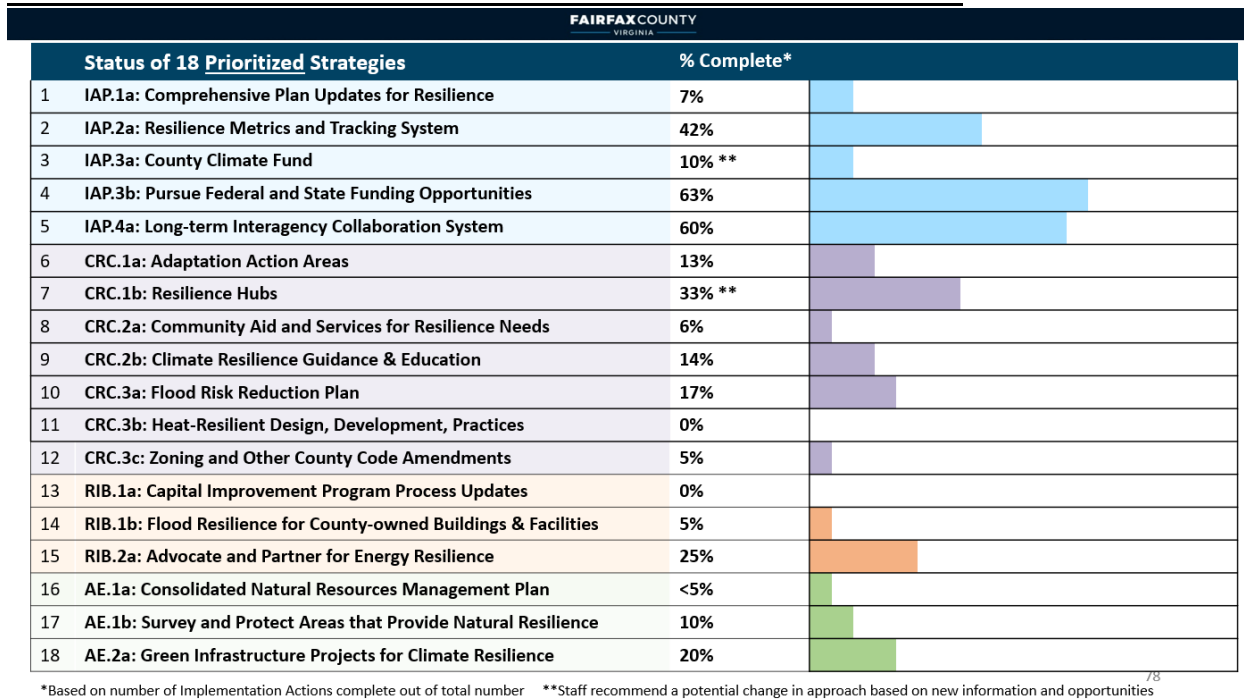 FAIRFAXCOUNTY
VIRGINIA
Status of 18 Prioritized Strategies % Complete*
1 IAP.1a: Comprehensive Plan Updates for Resilience 7%
2 IAP.2a: Resilience Metrics and Tracking System 42%
3 IAP.3a: County Climate Fund 10% **
4 IAP.3b: Pursue Federal and State Funding Opportunities 63%
5 IAP.4a: Long-term Interagency Collaboration System 60%
6 CRC.1a: Adaptation Action Areas 13%
7 CRC.1b: Resilience Hubs 33% **
8 CRC.2a: Community Aid and Services for Resilience Needs 6%
9 CRC.2b: Climate Resilience Guidance & Education 14%
10 CRC.3a: Flood Risk Reduction Plan 17%
11 CRC.3b: Heat-Resilient Design, Development, Practices 0%
12 CRC.3c: Zoning and Other County Code Amendments 5%
13 RIB.1a: Capital Improvement Program Process Updates 0%
14 RIB.1b: Flood Resilience for County-owned Buildings & Facilities 5%
15 RIB.2a: Advocate and Partner for Energy Resilience 25%
16 AE.1a: Consolidated Natural Resources Management Plan <5%
17 AE.1b: Survey and Protect Areas that Provide Natural Resilience 10%
18 AE.2a: Green Infrastructure Projects for Climate Resilience 20%
78
*Based on number of Implementation Actions complete out of total number **Staff recommend a potential change in approach based on new information and opportunities